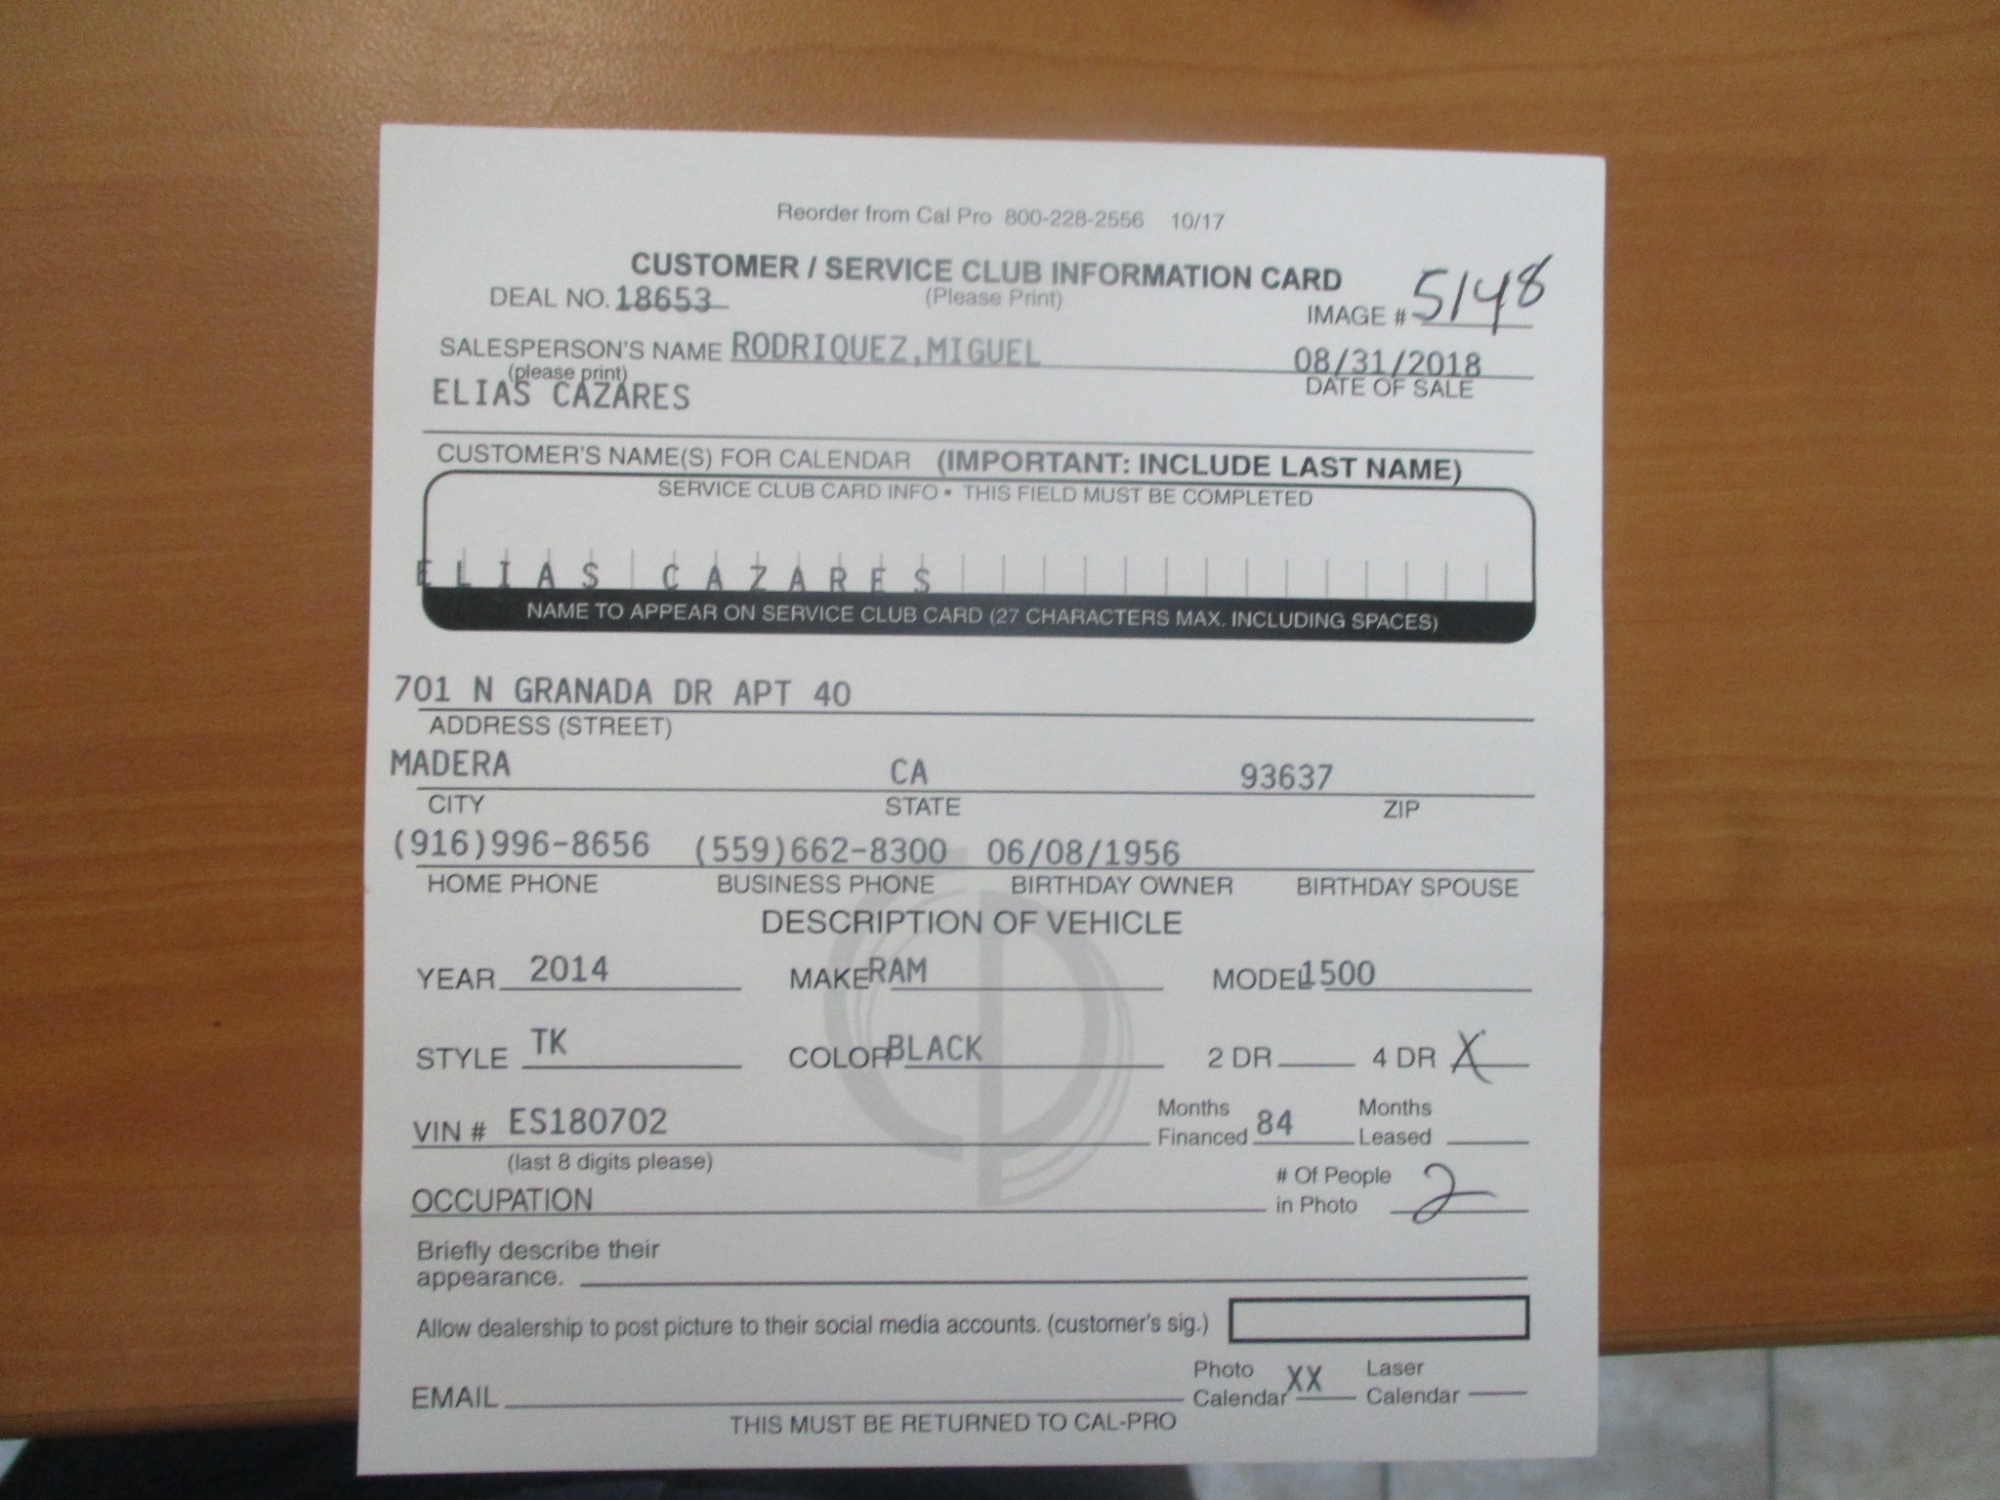 Reorder from Cal Pro 800-228-2556 10/17
CUSTOMER / SERVICE CLUB INFORMATION CARD
DEAL NO. 18653 (Please Print) IMAGE # 5148
SALESPERSON'S NAME RODRIQUEZ,MIGUEL 08/31/2018
(please print) DATE OF SALE
ELIAS CAZARES
CUSTOMER'S NAME(S) FOR CALENDAR (IMPORTANT: INCLUDE LAST NAME)
SERVICE CLUB CARD INFO • THIS FIELD MUST BE COMPLETED
ELIAS CAZARES
NAME TO APPEAR ON SERVICE CLUB CARD (27 CHARACTERS MAX. INCLUDING SPACES)
701 N GRANADA DR APT 40
ADDRESS (STREET)
MADERA CA 93637
CITY STATE ZIP
(916)996-8656 (559)662-8300 06/08/1956
HOME PHONE BUSINESS PHONE BIRTHDAY OWNER BIRTHDAY SPOUSE
DESCRIPTION OF VEHICLE
YEAR 2014 MAKE RAM MODEL 1500
STYLE TK COLOR BLACK 2 DR 4 DR X
VIN # ES180702 Months Financed 84 Months Leased
(last 8 digits please)
OCCUPATION # Of People in Photo 2
Briefly describe their
appearance.
Allow dealership to post picture to their social media accounts. (customer's sig.)
EMAIL Photo Calendar XX Laser Calendar
THIS MUST BE RETURNED TO CAL-PRO